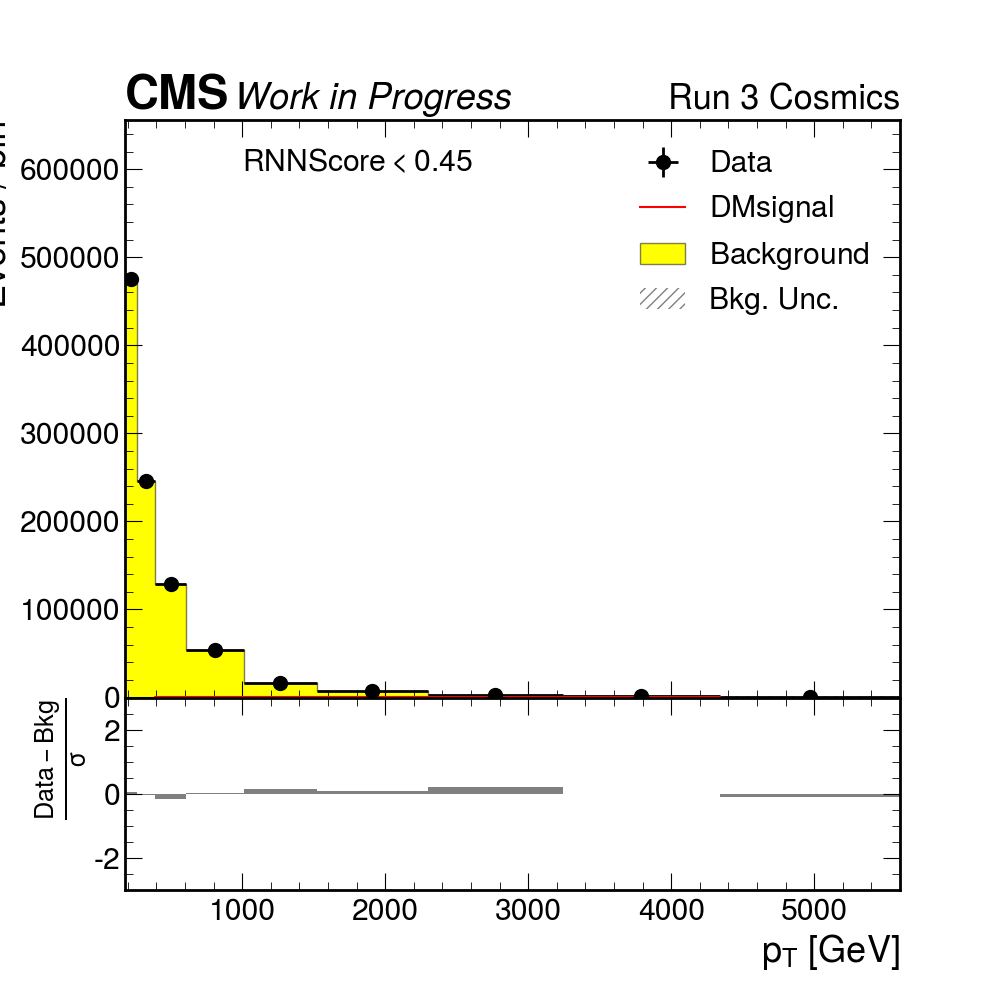 CMS Work in Progress Run 3 Cosmics
RNNScore < 0.45
Data
DMsignal
Background
Bkg. Unc.
600000
500000
400000
300000
200000
100000
0
Data – Bkg
σ
2
0
-2
1000 2000 3000 4000 5000
pT [GeV]